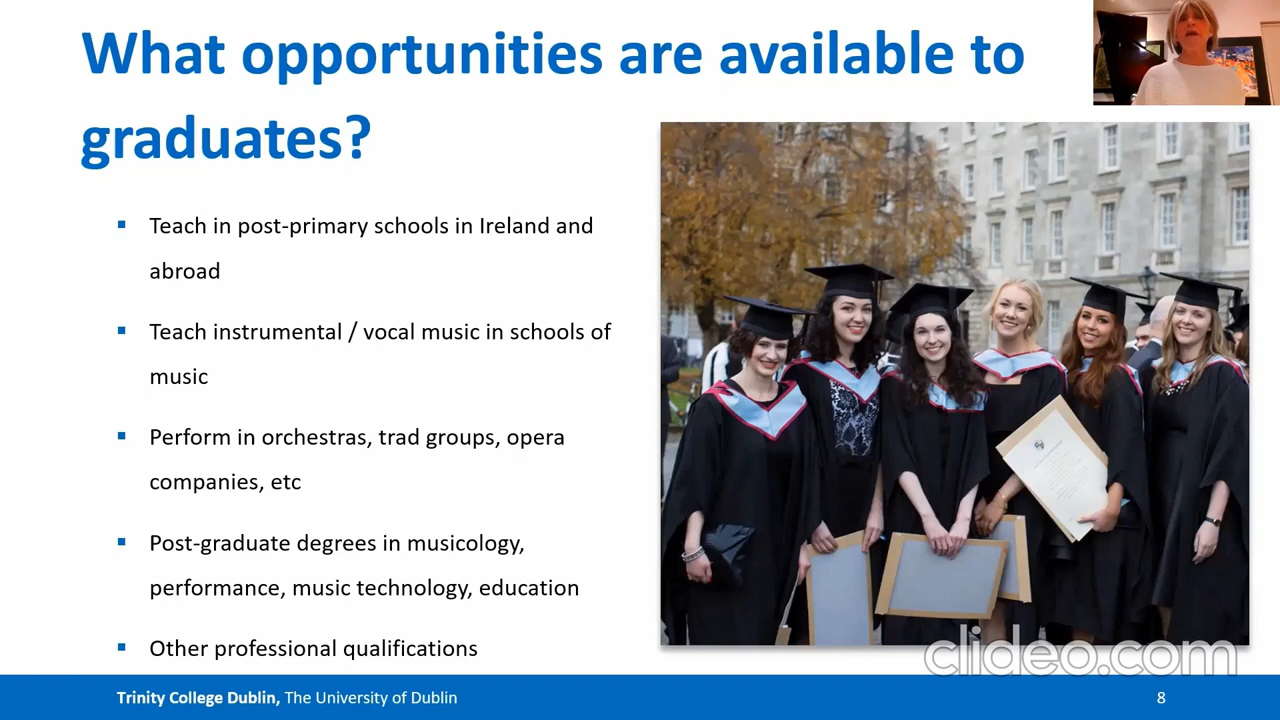 What opportunities are available to
graduates?
Teach in post-primary schools in Ireland and
abroad
Teach instrumental / vocal music in schools of
music
Perform in orchestras, trad groups, opera
companies, etc
Post-graduate degrees in musicology,
performance, music technology, education
Other professional qualifications
clideo.com
Trinity College Dublin, The University of Dublin
8